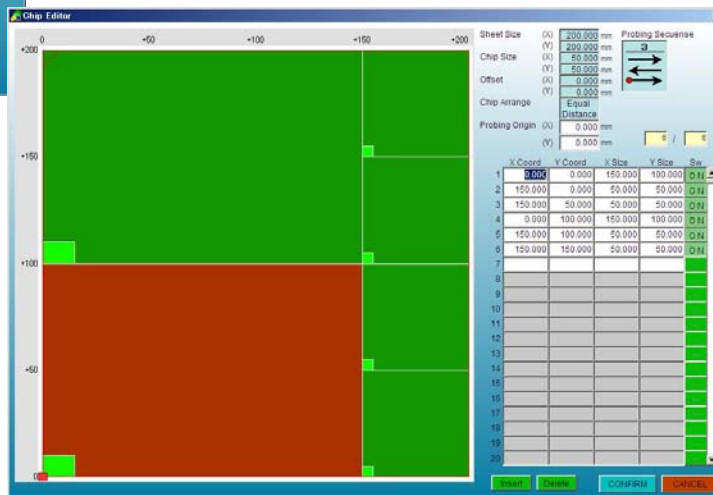 Chip Editor
0 +50 +100 +150 +200
+200
+150
+100
+50
0
Sheet Size (X) 200.000 mm Probing Secuense
(Y) 200.000 mm 3
Chip Size (X) 50.000 mm
(Y) 50.000 mm
Offset (X) 0.000 mm
(Y) 0.000 mm
Chip Arrange Equal Distance
Probing Origin (X) 0.000 mm
(Y) 0.000 mm 6 / 6
X Coord Y Coord X Size Y Size Sw
1 0.000 0.000 150.000 100.000 ON
2 150.000 0.000 50.000 50.000 ON
3 150.000 50.000 50.000 50.000 ON
4 0.000 100.000 150.000 100.000 ON
5 150.000 100.000 50.000 50.000 ON
6 150.000 150.000 50.000 50.000 ON
7
8
9
10
11
12
13
14
15
16
17
18
19
20
Insert Delete CONFIRM CANCEL